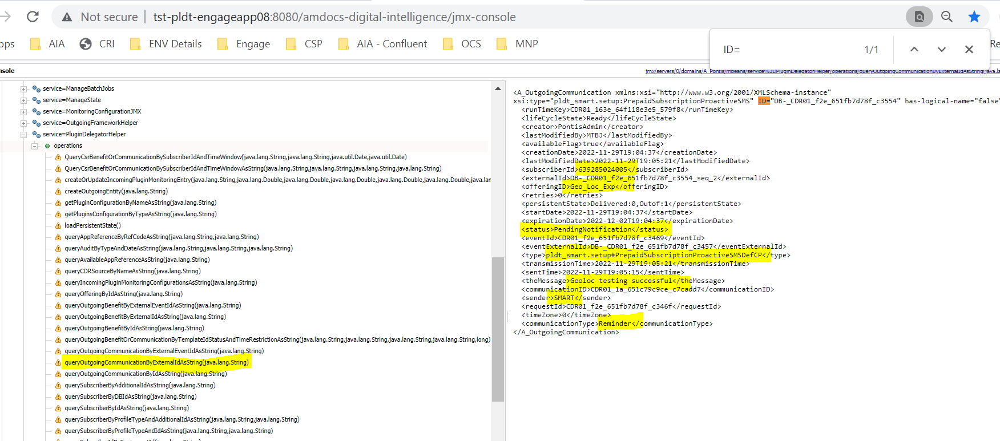 Not secure | tst-pldt-engageapp08:8080/amdocs-digital-intelligence/jmx-console
AIA CRI ENV Details Engage CSP AIA - Confluent OCS MNP
ID= 1/1
nsole
jmx/servers/0/domains/A_Pontis/mbeans/service%3DPluginDelegatorHelper/operations/queryOutgoingCommunicationByExternalIdAsString(java.la
service=ManageBatchJobs
service=ManageState
service=MonitoringConfigurationJMX
service=OutgoingFrameworkHelper
service=PluginDelegatorHelper
operations
QueryCsrBenefitOrCommunicationBySubscriberIdAndTimeWindow(java.lang.String,java.lang.String,java.util.Date,java.util.Date)
QueryCsrBenefitOrCommunicationBySubscriberIdAndTimeWindowAsString(java.lang.String,java.lang.String,java.lang.String,java.lang.String)
createOrUpdateIncomingPluginMonitoringEntry(java.lang.String,java.lang.Double,java.lang.Double,java.lang.Double,java.lang.Double,java.lang.Double,java.lan
createOutgoingEntity(java.lang.String)
getPluginConfigurationByNameAsString(java.lang.String)
getPluginsConfigurationByTypeAsString(java.lang.String)
loadPersistentState()
queryAppReferenceByRefCodeAsString(java.lang.String,java.lang.String)
queryAuditByTypeAndDateAsString(java.lang.String,java.lang.String,java.lang.String)
queryAvailableAppReferenceAsString(java.lang.String)
queryCDRSourceByNameAsString(java.lang.String)
queryIncomingPluginMonitoringConfigurationsAsString(java.lang.String)
queryOfferingByIdAsString(java.lang.String)
queryOutgoingBenefitByExternalEventIdAsString(java.lang.String)
queryOutgoingBenefitByExternalIdAsString(java.lang.String)
queryOutgoingBenefitByIdAsString(java.lang.String)
queryOutgoingBenefitOrCommunicationByTemplateIdStatusAndTimeRestrictionAsString(java.lang.String,java.lang.String,java.lang.String,java.lang.String,long)
queryOutgoingCommunicationByExternalEventIdAsString(java.lang.String)
queryOutgoingCommunicationByExternalIdAsString(java.lang.String)
queryOutgoingCommunicationByIdAsString(java.lang.String)
querySubscriberByAdditionalIdAsString(java.lang.String)
querySubscriberByDBIdAsString(java.lang.String)
querySubscriberByIdAsString(java.lang.String)
querySubscriberByProfileTypeAndAdditionalIdAsString(java.lang.String,java.lang.String)
querySubscriberByProfileTypeAndIdAsString(java.lang.String,java.lang.String)
<A_OutgoingCommunication xmlns:xsi="http://www.w3.org/2001/XMLSchema-instance"
xsi:type="pldt_smart.setup:PrepaidSubscriptionProactiveSMS" ID="DB-_CDR01_f2e_651fb7d78f_c3554" has-logical-name="false"
<runTimeKey>CDR01_163e_64f118e3e5_579f8</runTimeKey>
<lifeCycleState>Ready</lifeCycleState>
<creator>PontisAdmin</creator>
<lastModifiedBy>MTBJ</lastModifiedBy>
<availableFlag>true</availableFlag>
<creationDate>2022-11-29T19:04:37</creationDate>
<lastModifiedDate>2022-11-29T19:05:21</lastModifiedDate>
<subscriberId>639285024005</subscriberId>
<externalId>DB-_CDR01_f2e_651fb7d78f_c3554_seq_2</externalId>
<offeringID>Geo_Loc_Exp</offeringID>
<retries>0</retries>
<persistentState>Delivered:0,Outof:1</persistentState>
<startDate>2022-11-29T19:04:37</startDate>
<expirationDate>2022-12-02T19:04:37</expirationDate>
<status>PendingNotification</status>
<eventId>CDR01_f2e_651fb7d78f_c3469</eventId>
<eventExternalId>DB-_CDR01_f2e_651fb7d78f_c3457</eventExternalId>
<type>pldt_smart.setup#PrepaidSubscriptionProactiveSMSDefCP</type>
<transmissionTime>2022-11-29T19:05:21</transmissionTime>
<sentTime>2022-11-29T19:05:15</sentTime>
<theMessage>Geoloc testing successful</theMessage>
<communicationID>CDR01_1a_651c79c9ce_c7cadd7</communicationID>
<sender>SMART</sender>
<requestId>CDR01_f2e_651fb7d78f_c346f</requestId>
<timeZone>0</timeZone>
<communicationType>Reminder</communicationType>
</A_OutgoingCommunication>